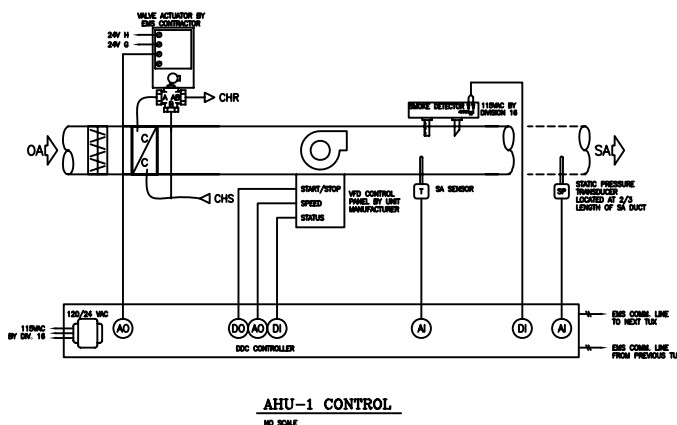 VALVE ACTUATOR BY
EMS CONTRACTOR
24V H
24V G
A AB
B
CHR
SMOKE DETECTOR
115VAC BY
DIVISION 16
OA
C
C
SA
CHS
START/STOP
SPEED
STATUS
VFD CONTROL
PANEL BY UNIT
MANUFACTURER
T
SA SENSOR
SP
STATIC PRESSURE
TRANSDUCER
LOCATED AT 2/3
LENGTH OF SA DUCT
120/24 VAC
115VAC
BY DIV. 16
AO
DO
AO
DI
AI
DI
AI
DDC CONTROLLER
EMS COMM. LINE
TO NEXT TUX
EMS COMM. LINE
FROM PREVIOUS TU
AHU-1 CONTROL
NO SCALE